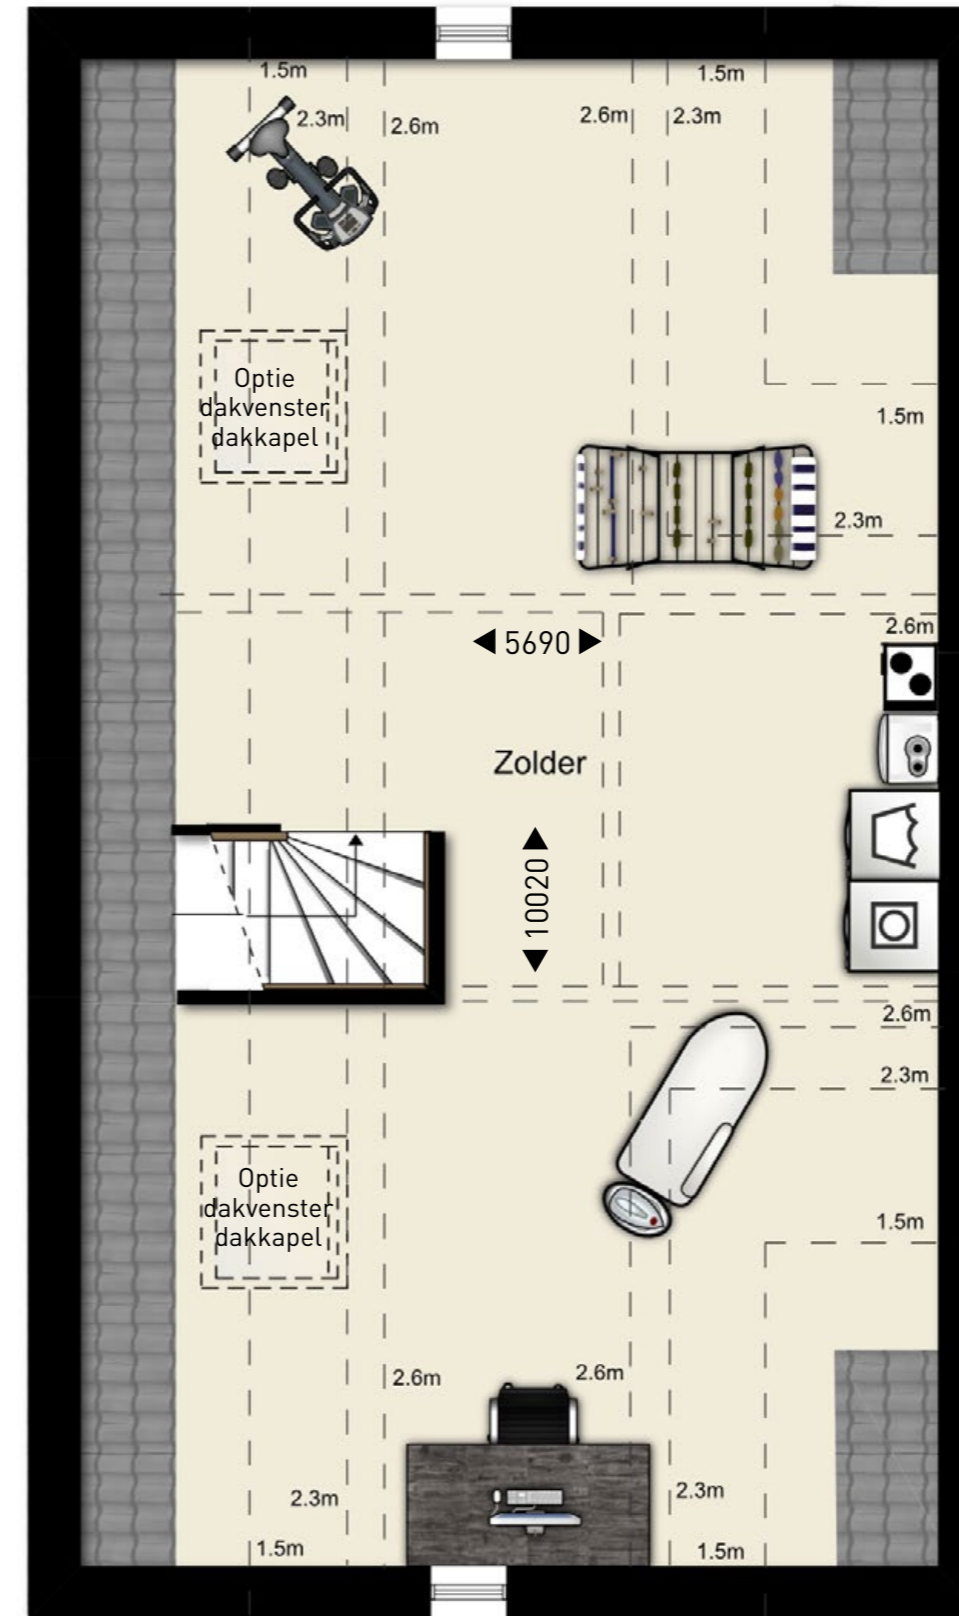 1.5m
1.5m
2.3m
2.6m
2.6m
2.3m
Optie
dakvenster
dakkapel
1.5m
2.3m
2.6m
5690
Zolder
10020
2.6m
2.3m
Optie
dakvenster
dakkapel
1.5m
2.6m
2.6m
2.3m
2.3m
1.5m
1.5m